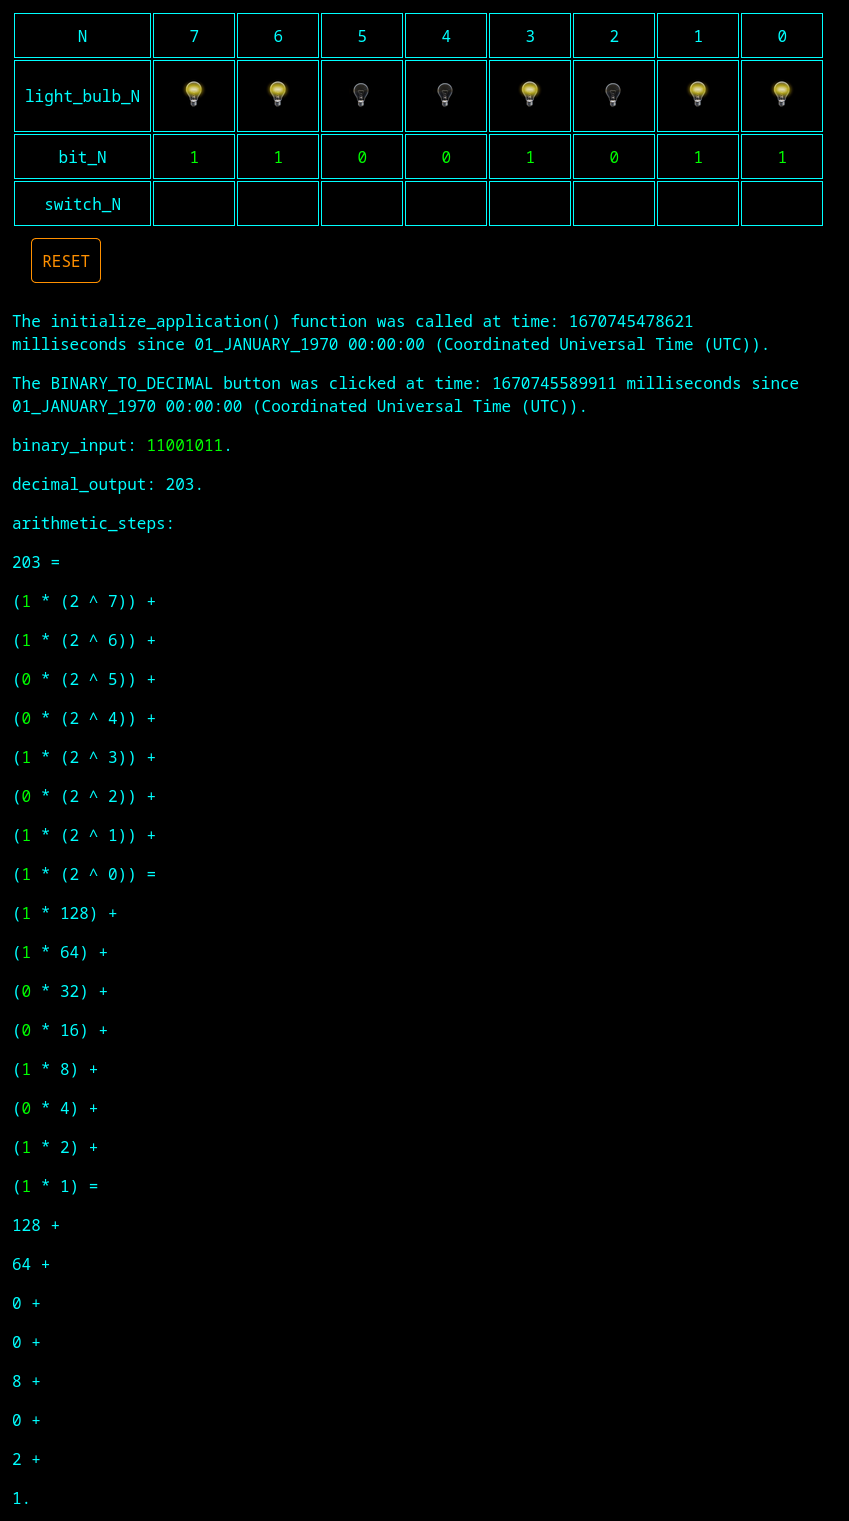 N 7 6 5 4 3 2 1 0
light_bulb_N
bit_N 1 1 0 0 1 0 1 1
switch_N
RESET
The initialize_application() function was called at time: 1670745478621
milliseconds since 01_JANUARY_1970 00:00:00 (Coordinated Universal Time (UTC)).
The BINARY_TO_DECIMAL button was clicked at time: 1670745589911 milliseconds since
01_JANUARY_1970 00:00:00 (Coordinated Universal Time (UTC)).
binary_input: 11001011.
decimal_output: 203.
arithmetic_steps:
203 =
(1 * (2 ^ 7)) +
(1 * (2 ^ 6)) +
(0 * (2 ^ 5)) +
(0 * (2 ^ 4)) +
(1 * (2 ^ 3)) +
(0 * (2 ^ 2)) +
(1 * (2 ^ 1)) +
(1 * (2 ^ 0)) =
(1 * 128) +
(1 * 64) +
(0 * 32) +
(0 * 16) +
(1 * 8) +
(0 * 4) +
(1 * 2) +
(1 * 1) =
128 +
64 +
0 +
0 +
8 +
0 +
2 +
1.